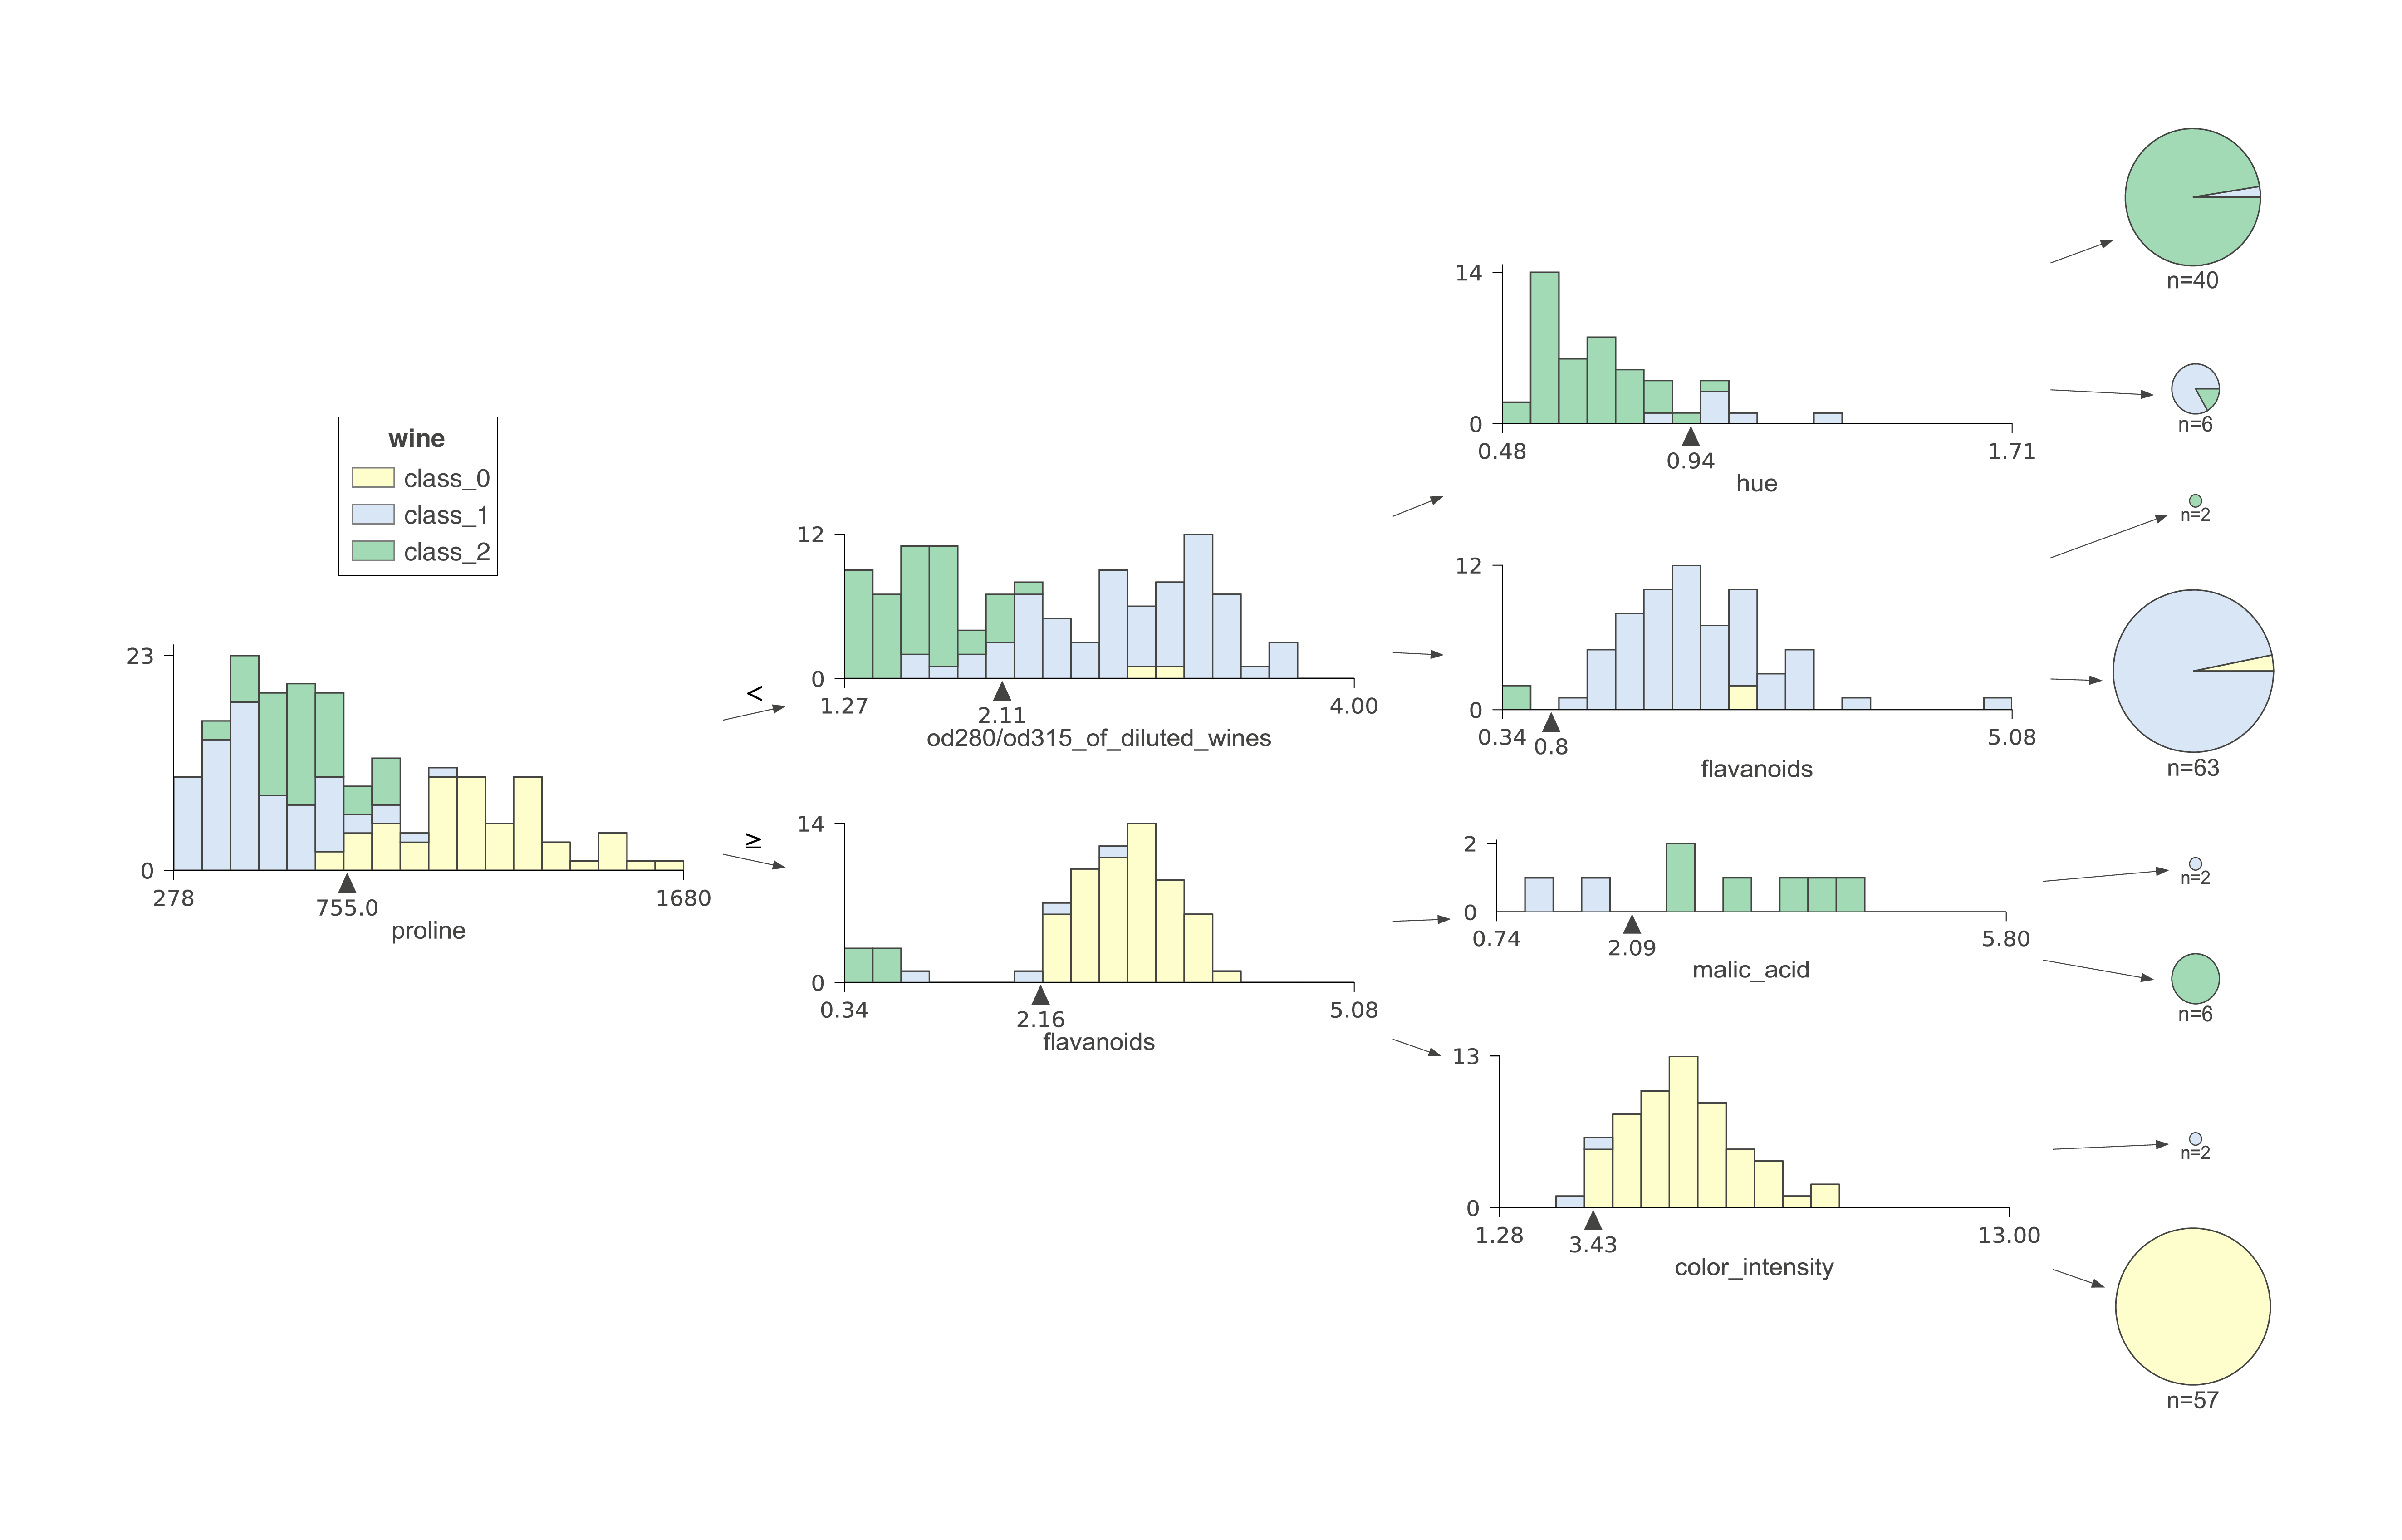 wine
class_0
class_1
class_2
23
0
278
1680
755.0
proline
<
≥
12
0
1.27
4.00
2.11
od280/od315_of_diluted_wines
14
0
0.34
5.08
2.16
flavanoids
14
0
0.48
1.71
0.94
hue
12
0
0.34
5.08
0.8
flavanoids
2
0
0.74
5.80
2.09
malic_acid
13
0
1.28
13.00
3.43
color_intensity
n=40
n=6
n=2
n=63
n=2
n=6
n=2
n=57